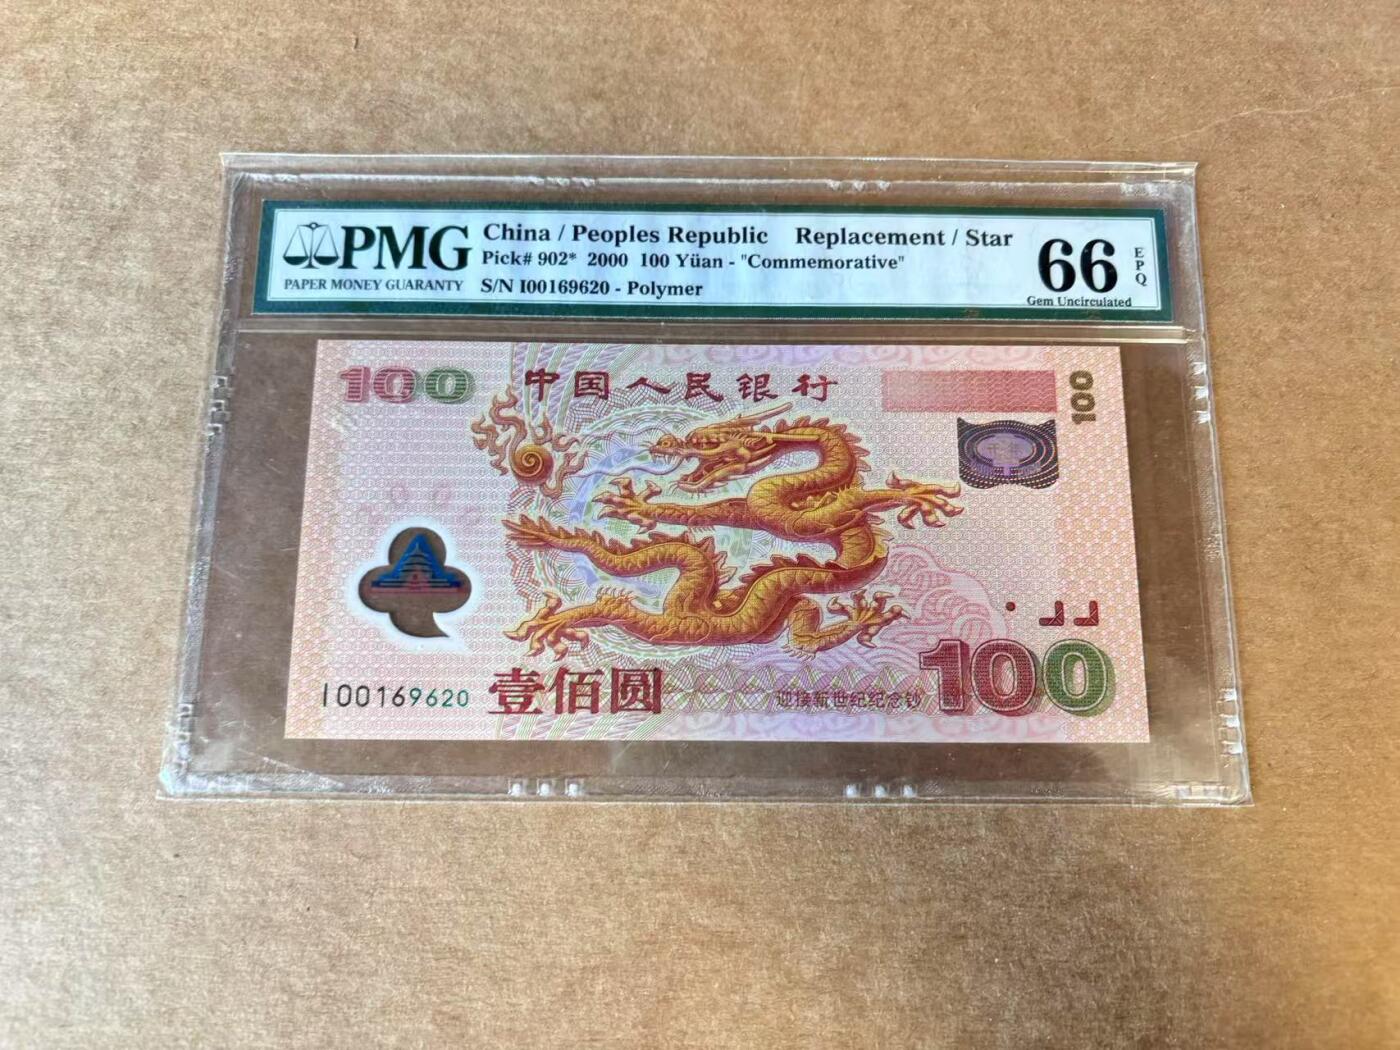 PMG
PAPER MONEY GUARANTY
China / Peoples Republic Replacement / Star
Pick# 902* 2000 100 Yüan - "Commemorative"
S/N I00169620 - Polymer
66 EPQ
Gem Uncirculated
100 中国人民银行 100
I00169620 壹佰圆 迎接新世纪纪念钞 100